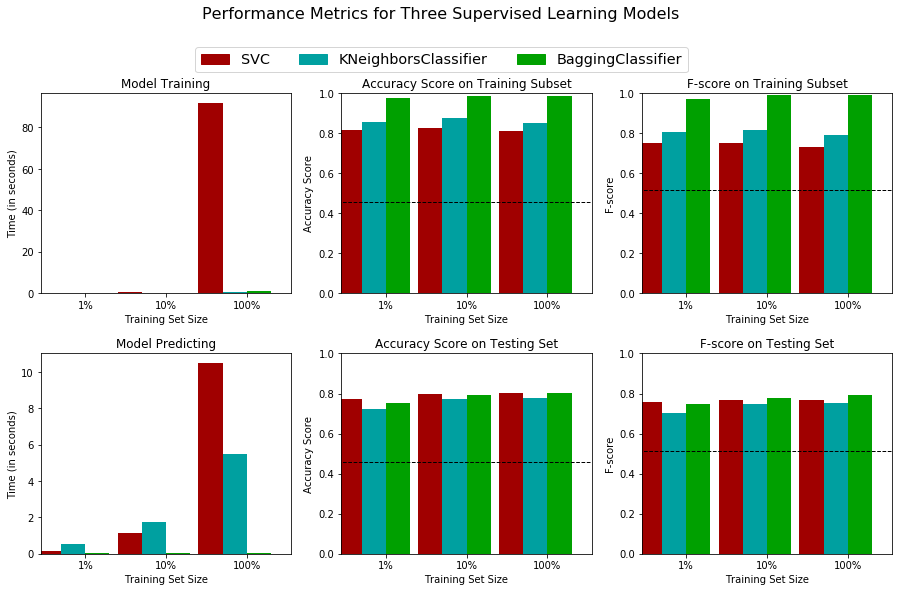 Performance Metrics for Three Supervised Learning Models
SVC KNeighborsClassifier BaggingClassifier
Model Training
Time (in seconds)
80
60
40
20
0
1% 10% 100%
Training Set Size
Accuracy Score on Training Subset
Accuracy Score
1.0
0.8
0.6
0.4
0.2
0.0
1% 10% 100%
Training Set Size
F-score on Training Subset
F-score
1.0
0.8
0.6
0.4
0.2
0.0
1% 10% 100%
Training Set Size
Model Predicting
Time (in seconds)
10
8
6
4
2
0
1% 10% 100%
Training Set Size
Accuracy Score on Testing Set
Accuracy Score
1.0
0.8
0.6
0.4
0.2
0.0
1% 10% 100%
Training Set Size
F-score on Testing Set
F-score
1.0
0.8
0.6
0.4
0.2
0.0
1% 10% 100%
Training Set Size